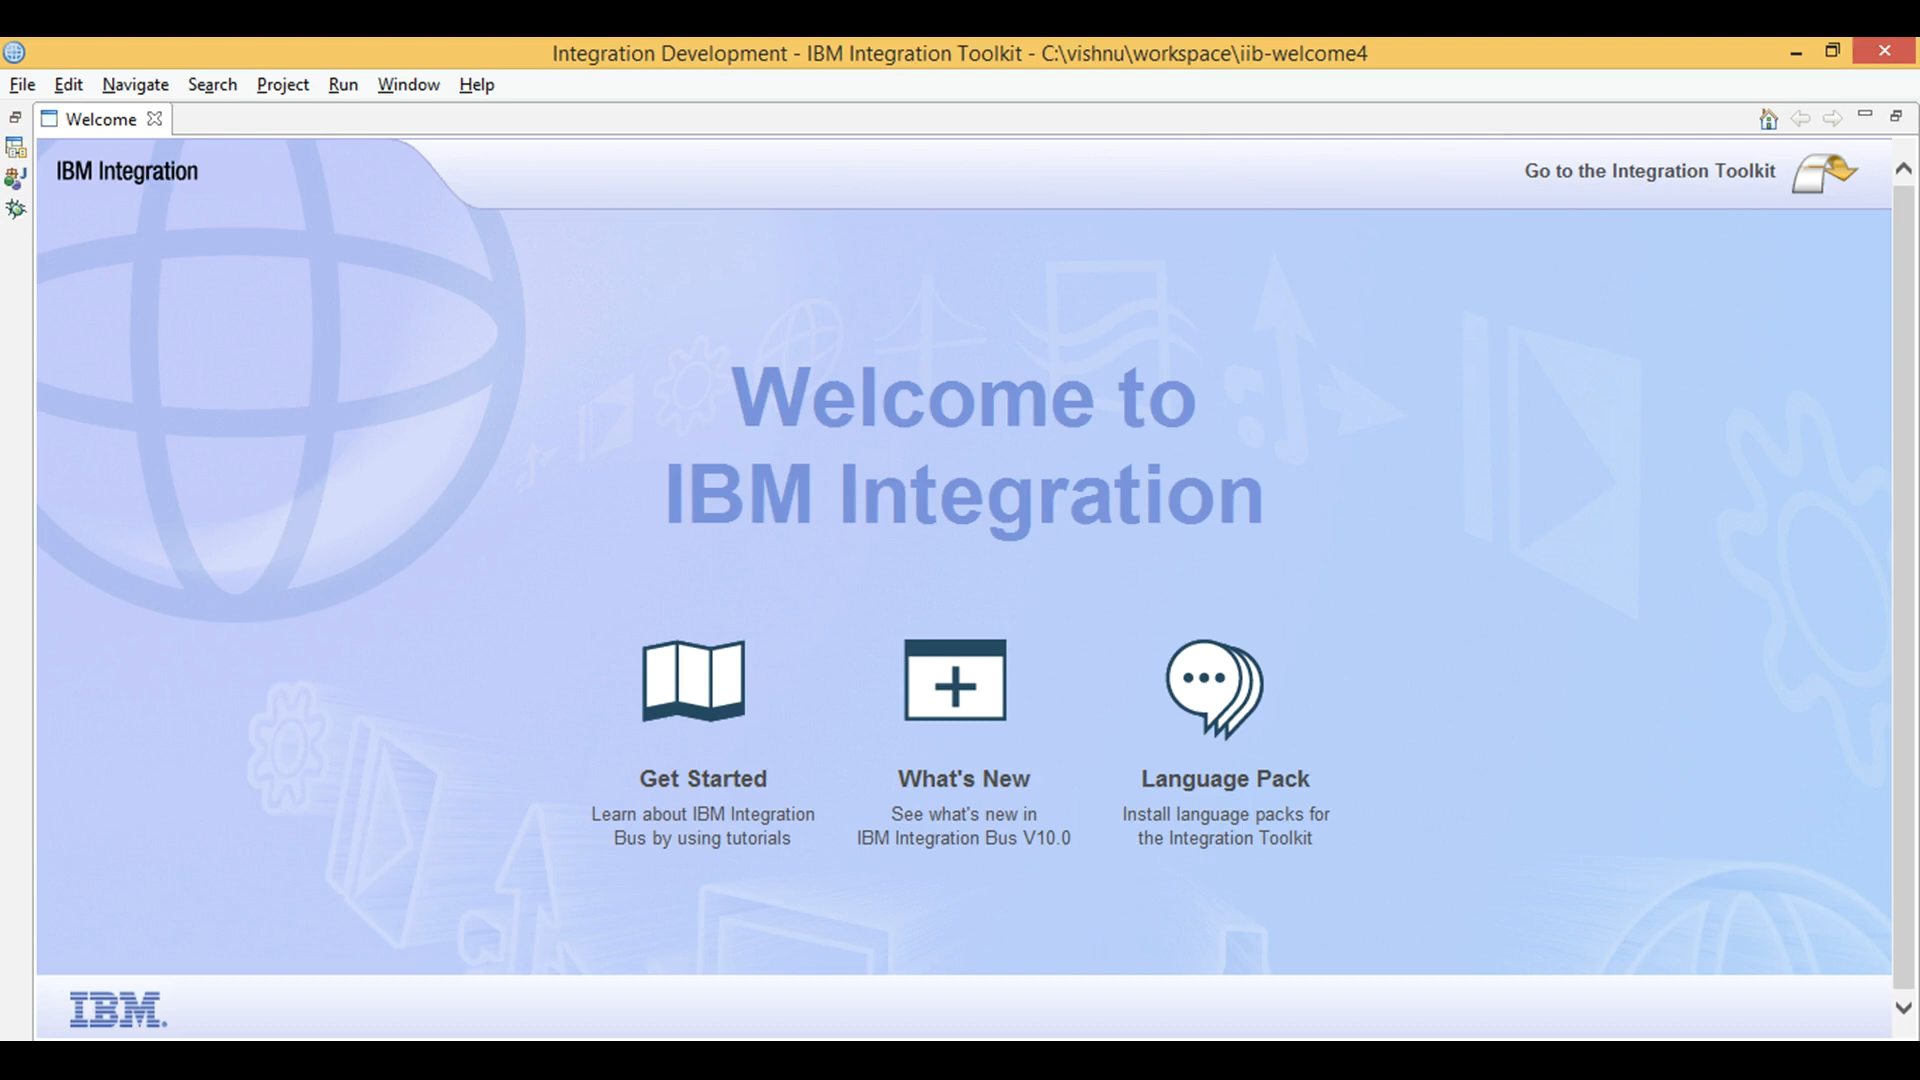 Integration Development - IBM Integration Toolkit - C:\vishnu\workspace\iib-welcome4
File Edit Navigate Search Project Run Window Help
Welcome
IBM Integration
Go to the Integration Toolkit
Welcome to
IBM Integration
Get Started
Learn about IBM Integration
Bus by using tutorials
What's New
See what's new in
IBM Integration Bus V10.0
Language Pack
Install language packs for
the Integration Toolkit
IBM.